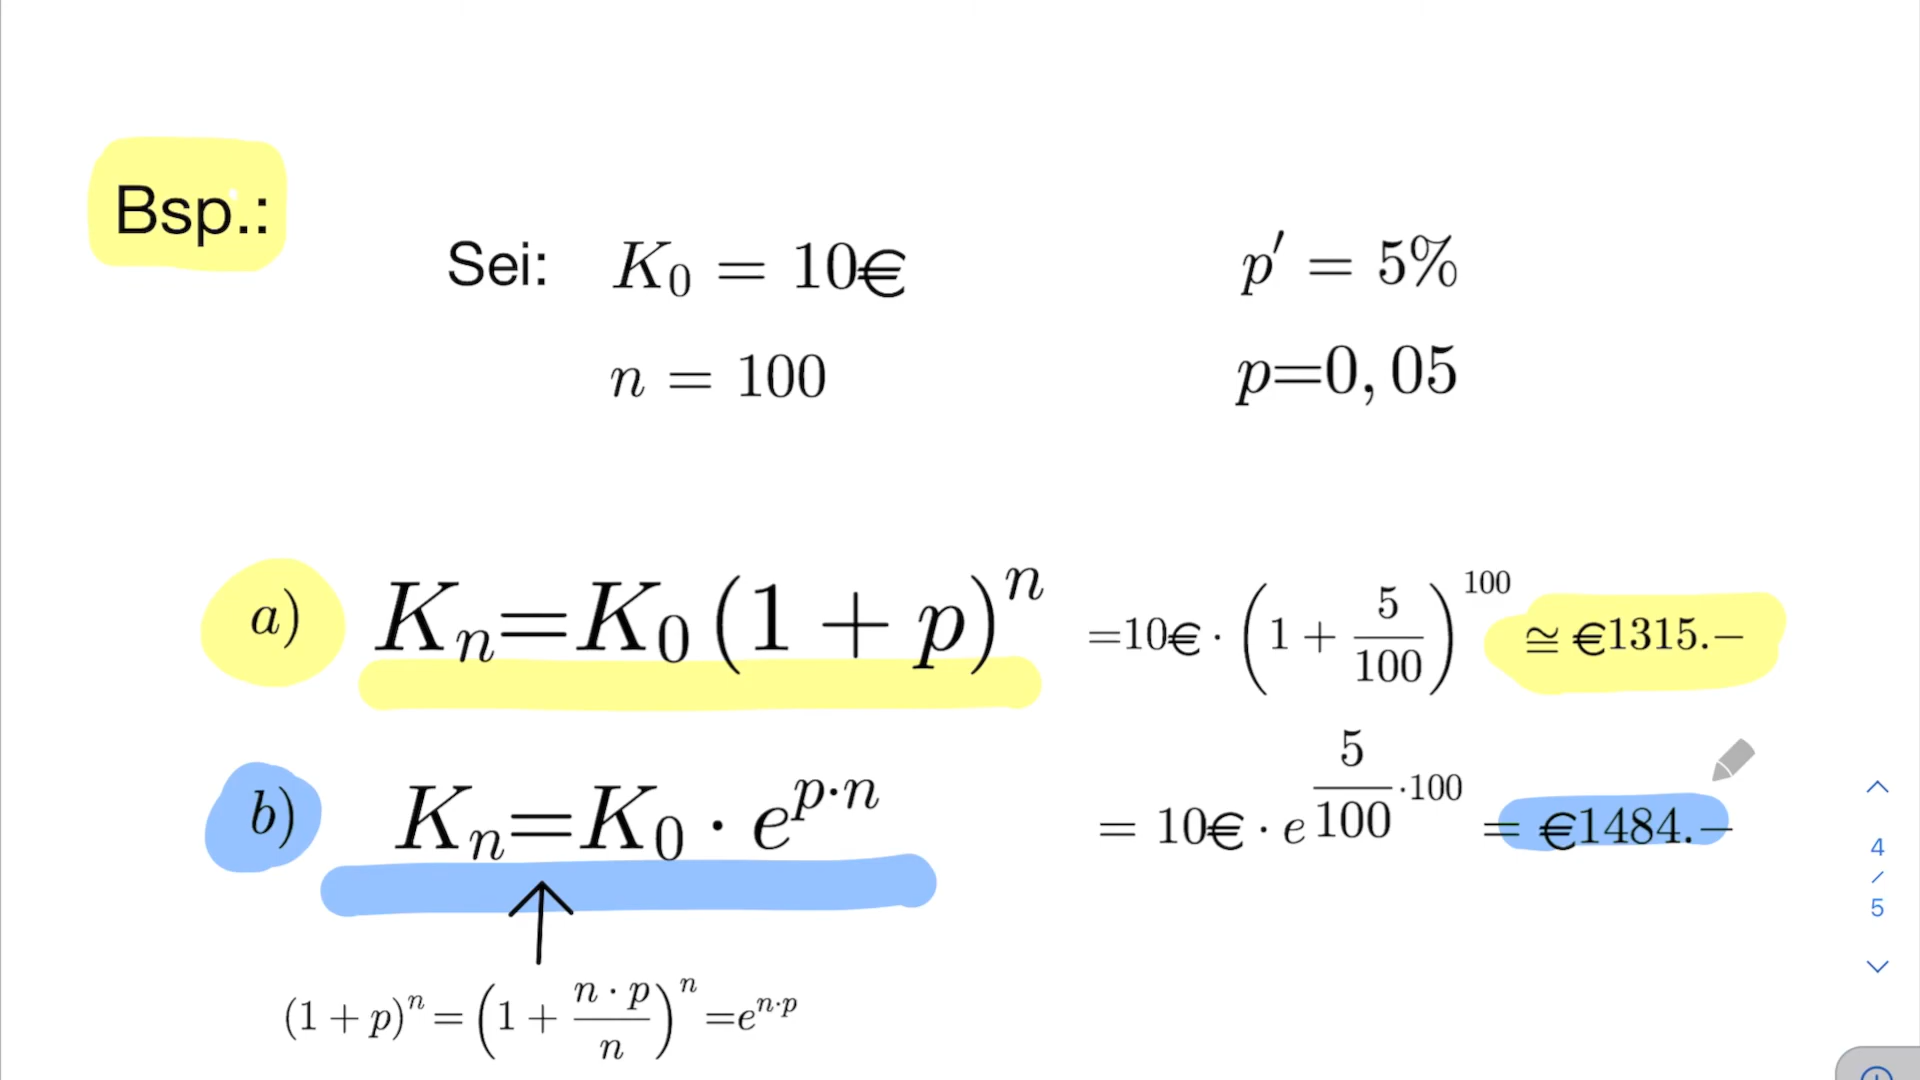 Bsp.:
Sei: K₀ = 10€ p′ = 5%
n = 100 p=0, 05
a) Kₙ=K₀ (1 + p)ⁿ =10€ · (1 + 5/100)¹⁰⁰ ≅ €1315.–
b) Kₙ=K₀ · e^{p·n} = 10€ · e^{5/100 ·100} = €1484.–
(1 + p)ⁿ = (1 + n · p/n)ⁿ =e^{n·p}
4
/
5